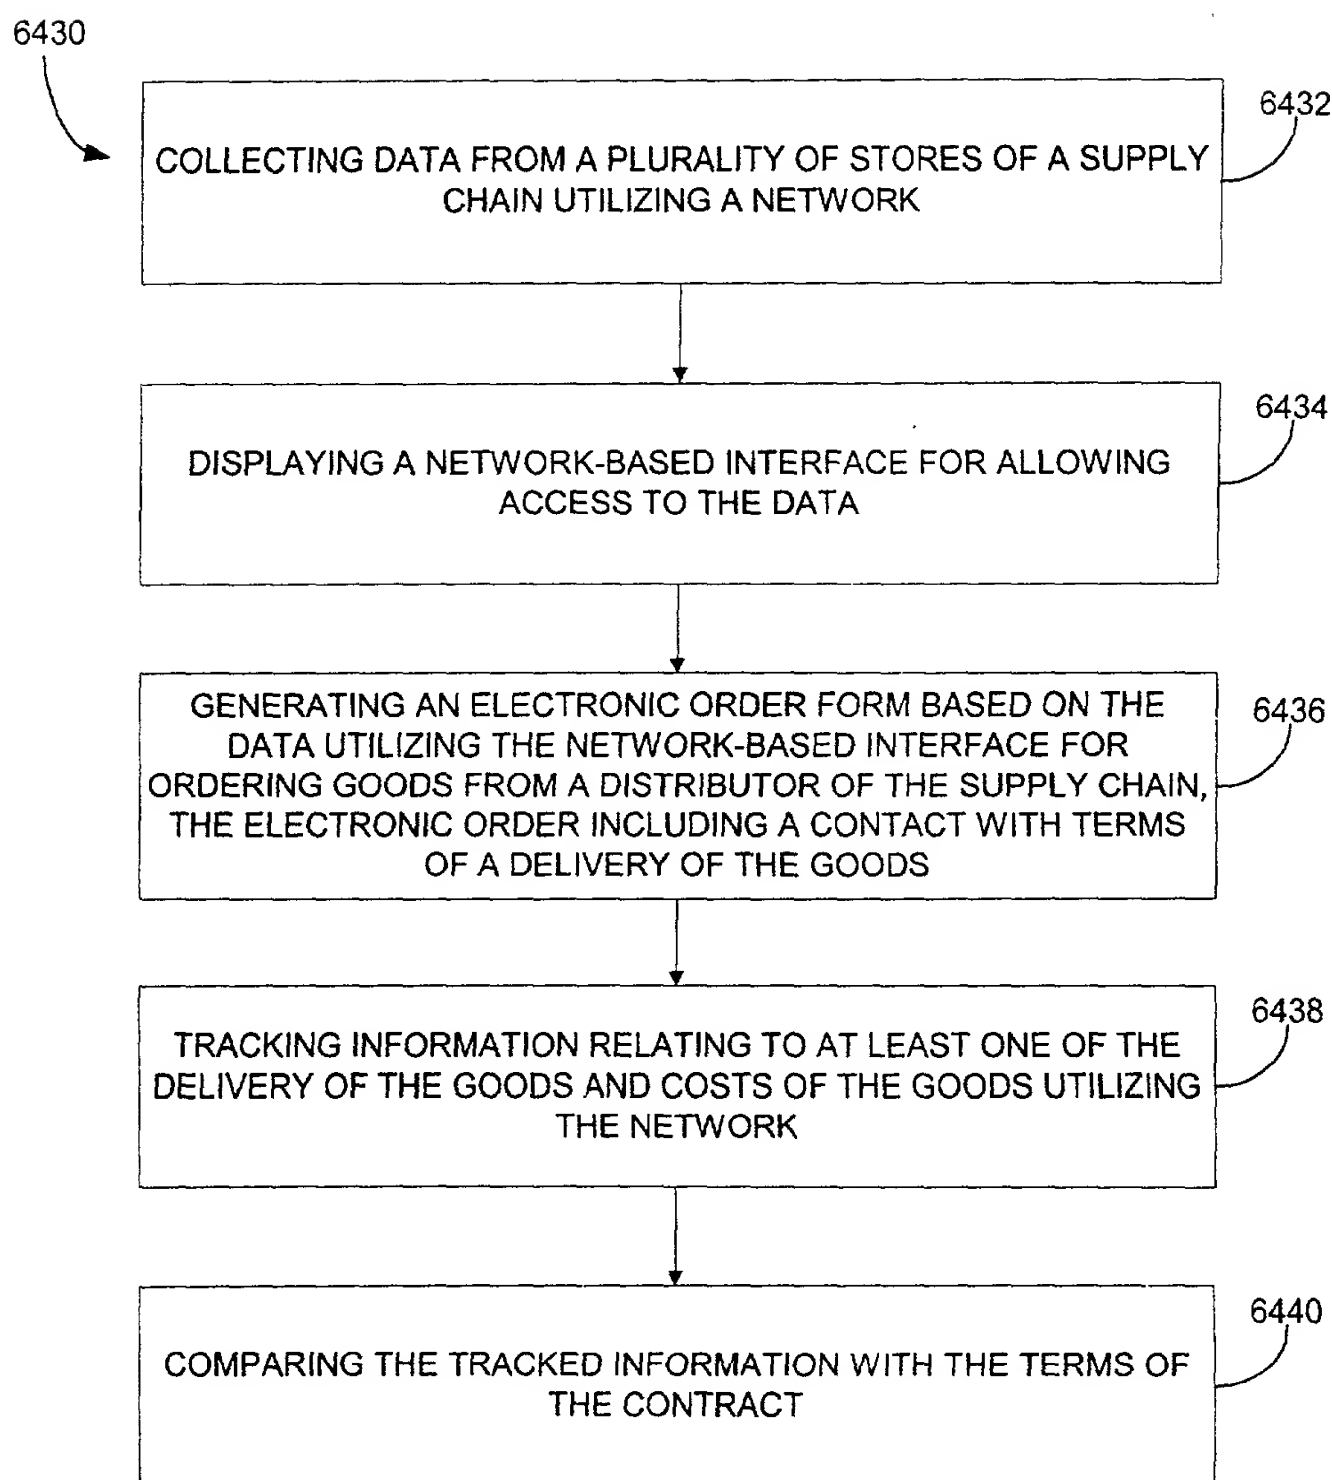 6430
6432
COLLECTING DATA FROM A PLURALITY OF STORES OF A SUPPLY
CHAIN UTILIZING A NETWORK
6434
DISPLAYING A NETWORK-BASED INTERFACE FOR ALLOWING
ACCESS TO THE DATA
6436
GENERATING AN ELECTRONIC ORDER FORM BASED ON THE
DATA UTILIZING THE NETWORK-BASED INTERFACE FOR
ORDERING GOODS FROM A DISTRIBUTOR OF THE SUPPLY CHAIN,
THE ELECTRONIC ORDER INCLUDING A CONTACT WITH TERMS
OF A DELIVERY OF THE GOODS
6438
TRACKING INFORMATION RELATING TO AT LEAST ONE OF THE
DELIVERY OF THE GOODS AND COSTS OF THE GOODS UTILIZING
THE NETWORK
6440
COMPARING THE TRACKED INFORMATION WITH THE TERMS OF
THE CONTRACT